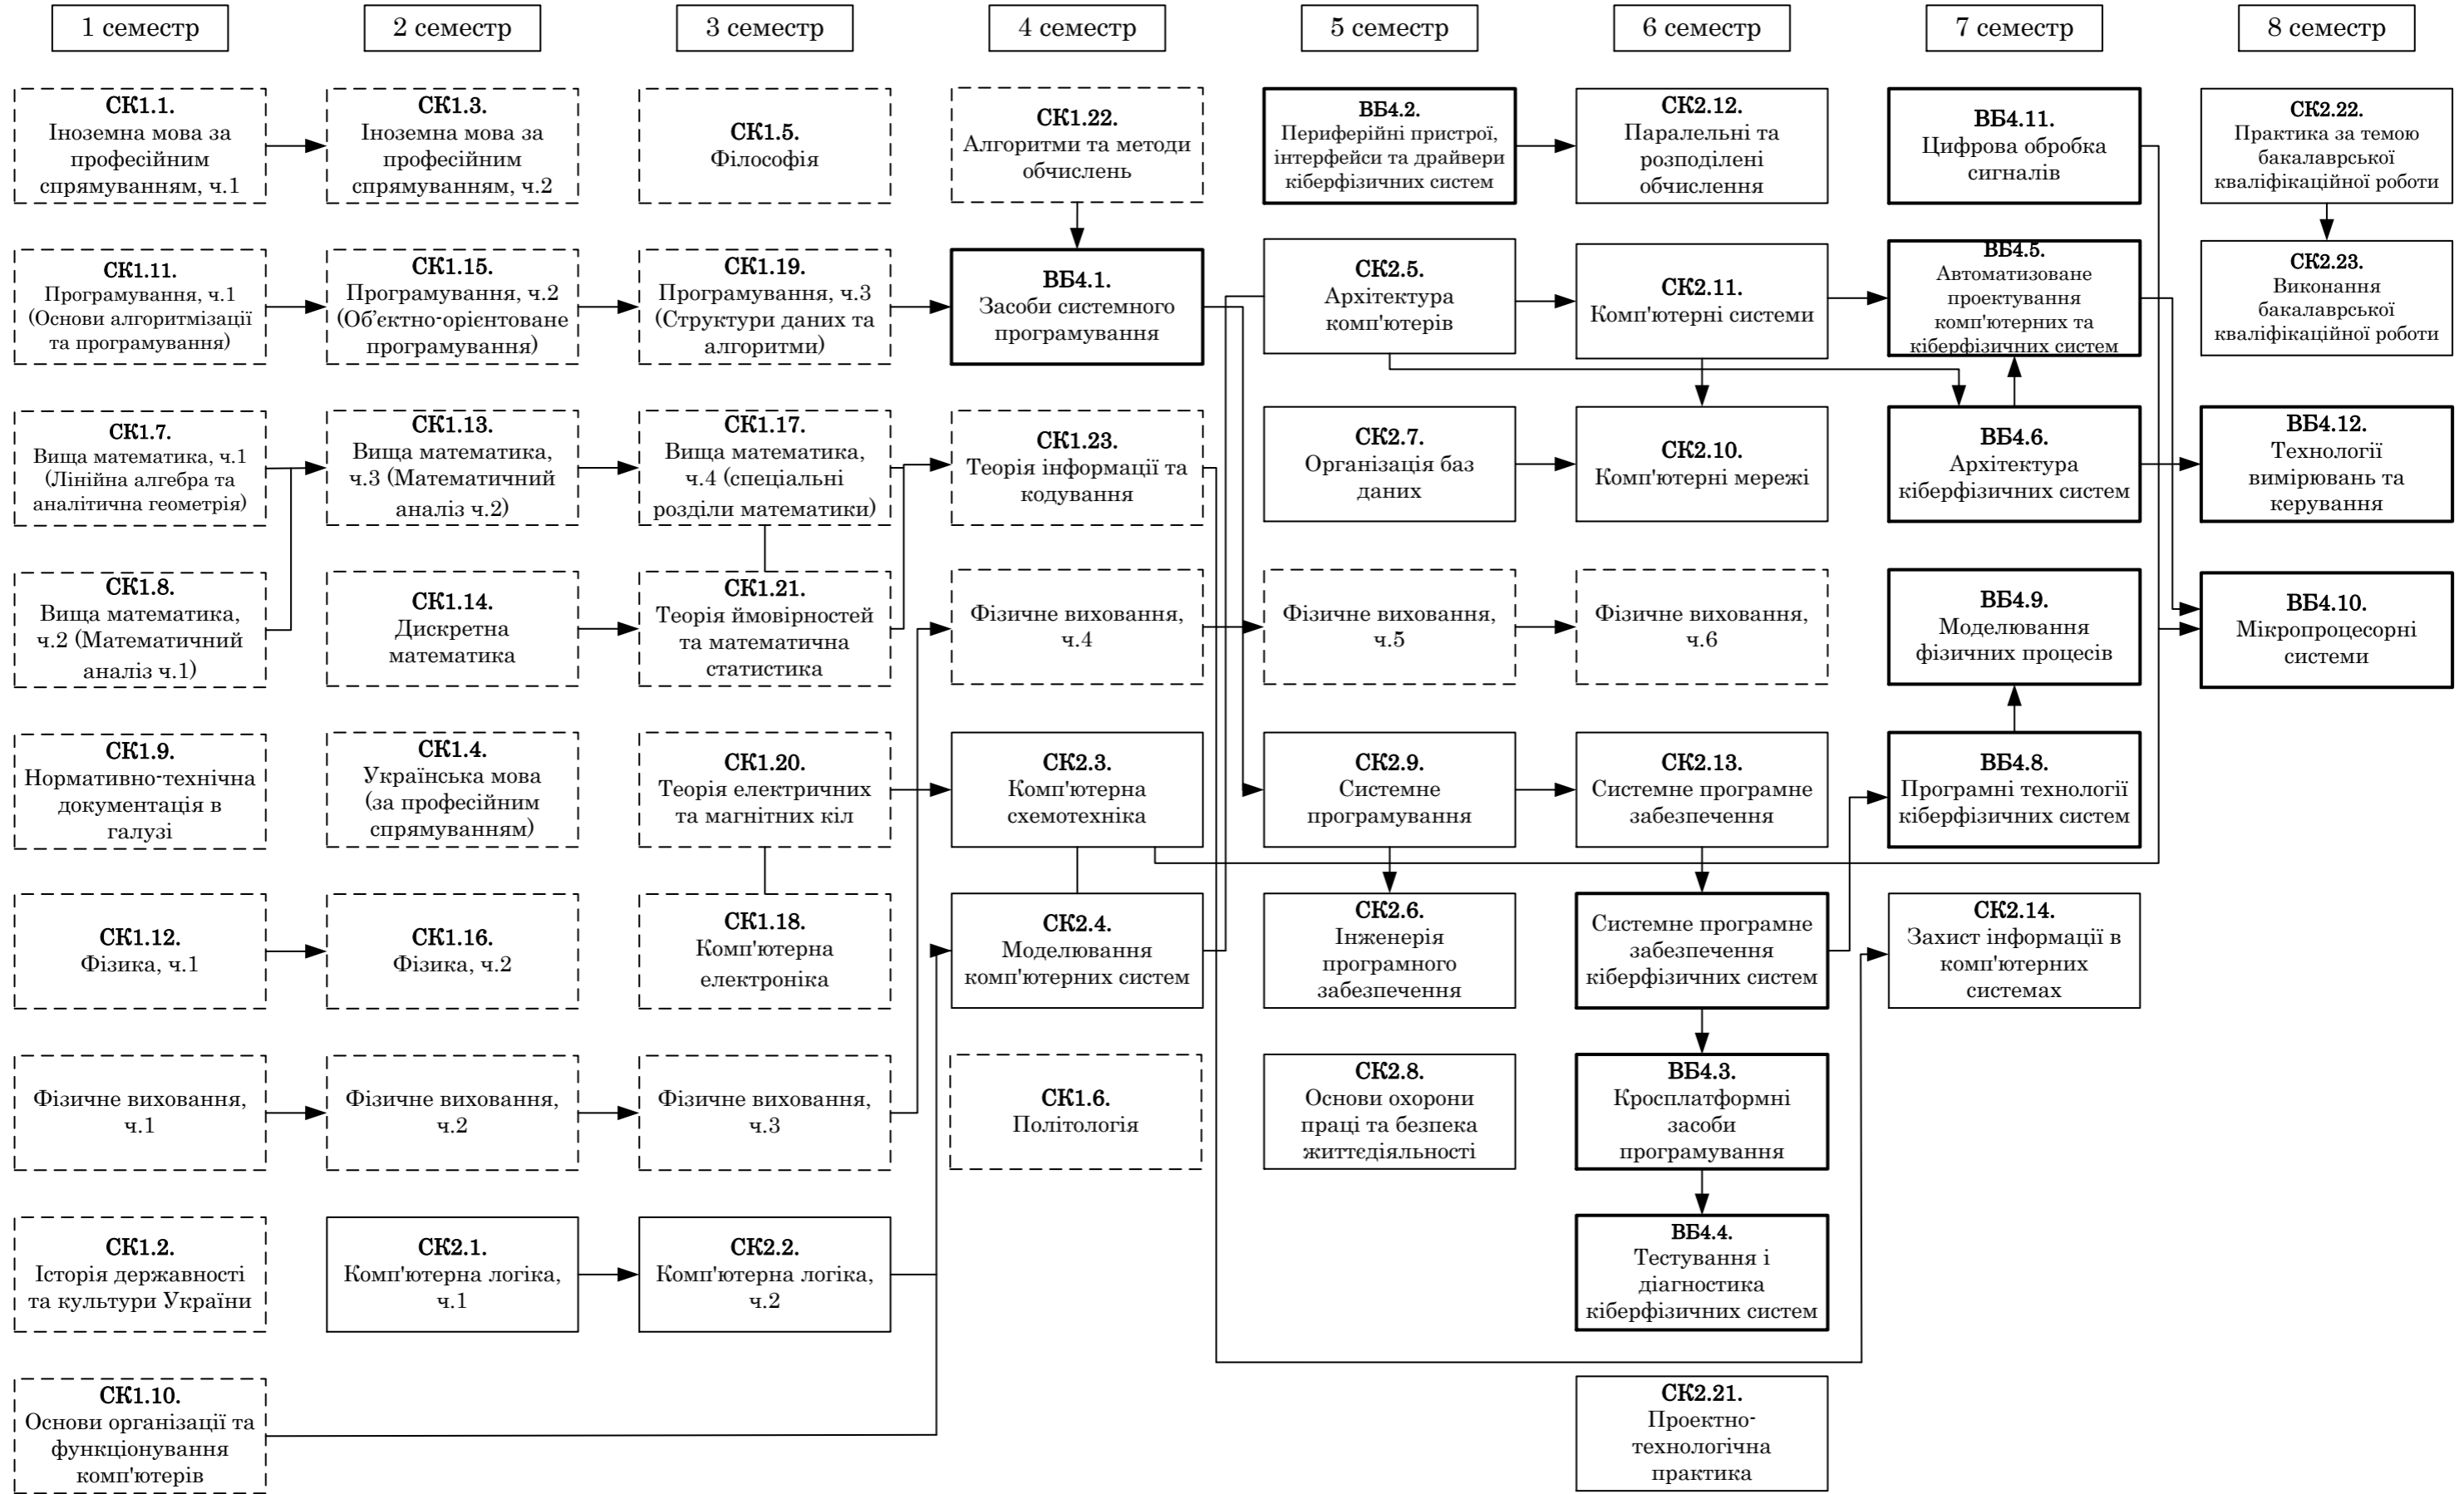 1 семестр
2 семестр
3 семестр
4 семестр
5 семестр
6 семестр
7 семестр
8 семестр
СК1.1.
Іноземна мова за
професійним
спрямуванням, ч.1
СК1.3.
Іноземна мова за
професійним
спрямуванням, ч.2
СК1.5.
Філософія
СК1.22.
Алгоритми та методи
обчислень
ВБ4.2.
Периферійні пристрої,
інтерфейси та драйвери
кіберфізичних систем
СК2.12.
Паралельні та
розподілені
обчислення
ВБ4.11.
Цифрова обробка
сигналів
СК2.22.
Практика за темою
бакалаврської
кваліфікаційної роботи
СК1.11.
Програмування, ч.1
(Основи алгоритмізації
та програмування)
СК1.15.
Програмування, ч.2
(Об’єктно-орієнтоване
програмування)
СК1.19.
Програмування, ч.3
(Структури даних та
алгоритми)
ВБ4.1.
Засоби системного
програмування
СК2.5.
Архітектура
комп'ютерів
СК2.11.
Комп'ютерні системи
ВБ4.5.
Автоматизоване
проектування
комп'ютерних та
кіберфізичних систем
СК2.23.
Виконання
бакалаврської
кваліфікаційної роботи
СК1.7.
Вища математика, ч.1
(Лінійна алгебра та
аналітична геометрія)
СК1.13.
Вища математика,
ч.3 (Математичний
аналіз ч.2)
СК1.17.
Вища математика,
ч.4 (спеціальні
розділи математики)
СК1.23.
Теорія інформації та
кодування
СК2.7.
Організація баз
даних
СК2.10.
Комп'ютерні мережі
ВБ4.6.
Архітектура
кіберфізичних систем
ВБ4.12.
Технології
вимірювань та
керування
СК1.8.
Вища математика,
ч.2 (Математичний
аналіз ч.1)
СК1.14.
Дискретна
математика
СК1.21.
Теорія ймовірностей
та математична
статистика
Фізичне виховання,
ч.4
Фізичне виховання,
ч.5
Фізичне виховання,
ч.6
ВБ4.9.
Моделювання
фізичних процесів
ВБ4.10.
Мікропроцесорні
системи
СК1.9.
Нормативно-технічна
документація в
галузі
СК1.4.
Українська мова
(за професійним
спрямуванням)
СК1.20.
Теорія електричних
та магнітних кіл
СК2.3.
Комп'ютерна
схемотехніка
СК2.9.
Системне
програмування
СК2.13.
Системне програмне
забезпечення
ВБ4.8.
Програмні технології
кіберфізичних систем
СК1.12.
Фізика, ч.1
СК1.16.
Фізика, ч.2
СК1.18.
Комп'ютерна
електроніка
СК2.4.
Моделювання
комп'ютерних систем
СК2.6.
Інженерія
програмного
забезпечення
Системне програмне
забезпечення
кіберфізичних систем
СК2.14.
Захист інформації в
комп'ютерних
системах
Фізичне виховання,
ч.1
Фізичне виховання,
ч.2
Фізичне виховання,
ч.3
СК1.6.
Політологія
СК2.8.
Основи охорони
праці та безпека
життєдіяльності
ВБ4.3.
Кросплатформні
засоби
програмування
СК1.2.
Історія державності
та культури України
СК2.1.
Комп'ютерна логіка,
ч.1
СК2.2.
Комп'ютерна логіка,
ч.2
ВБ4.4.
Тестування і
діагностика
кіберфізичних систем
СК1.10.
Основи організації та
функціонування
комп'ютерів
СК2.21.
Проектно-
технологічна
практика